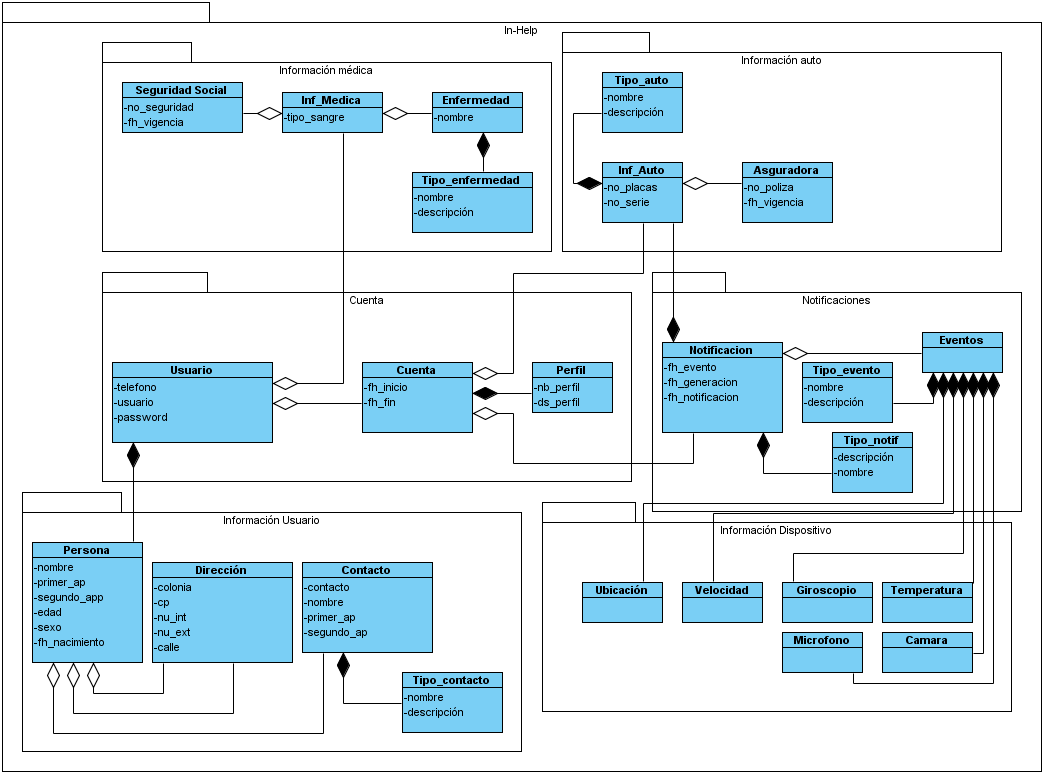 In-Help
Información médica
Seguridad Social
-no_seguridad
-fh_vigencia
Inf_Medica
-tipo_sangre
Enfermedad
-nombre
Tipo_enfermedad
-nombre
-descripción
Información auto
Tipo_auto
-nombre
-descripción
Inf_Auto
-no_placas
-no_serie
Asguradora
-no_poliza
-fh_vigencia
Cuenta
Usuario
-telefono
-usuario
-password
Cuenta
-fh_inicio
-fh_fin
Perfil
-nb_perfil
-ds_perfil
Notificaciones
Notificacion
-fh_evento
-fh_generacion
-fh_notificacion
Eventos
Tipo_evento
-nombre
-descripción
Tipo_notif
-descripción
-nombre
Información Usuario
Persona
-nombre
-primer_ap
-segundo_app
-edad
-sexo
-fh_nacimiento
Dirección
-colonia
-cp
-nu_int
-nu_ext
-calle
Contacto
-contacto
-nombre
-primer_ap
-segundo_ap
Tipo_contacto
-nombre
-descripción
Información Dispositivo
Ubicación
Velocidad
Giroscopio
Temperatura
Microfono
Camara